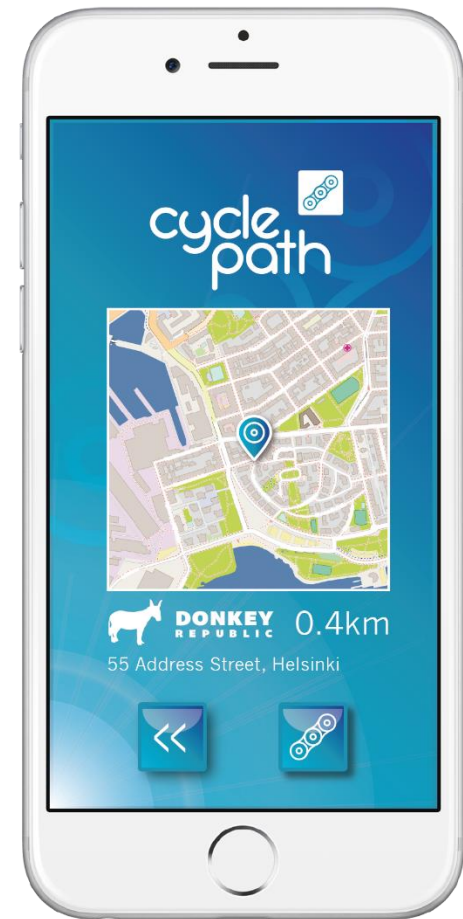 cycle
path
DONKEY
REPUBLIC
0.4km
55 Address Street, Helsinki
<<